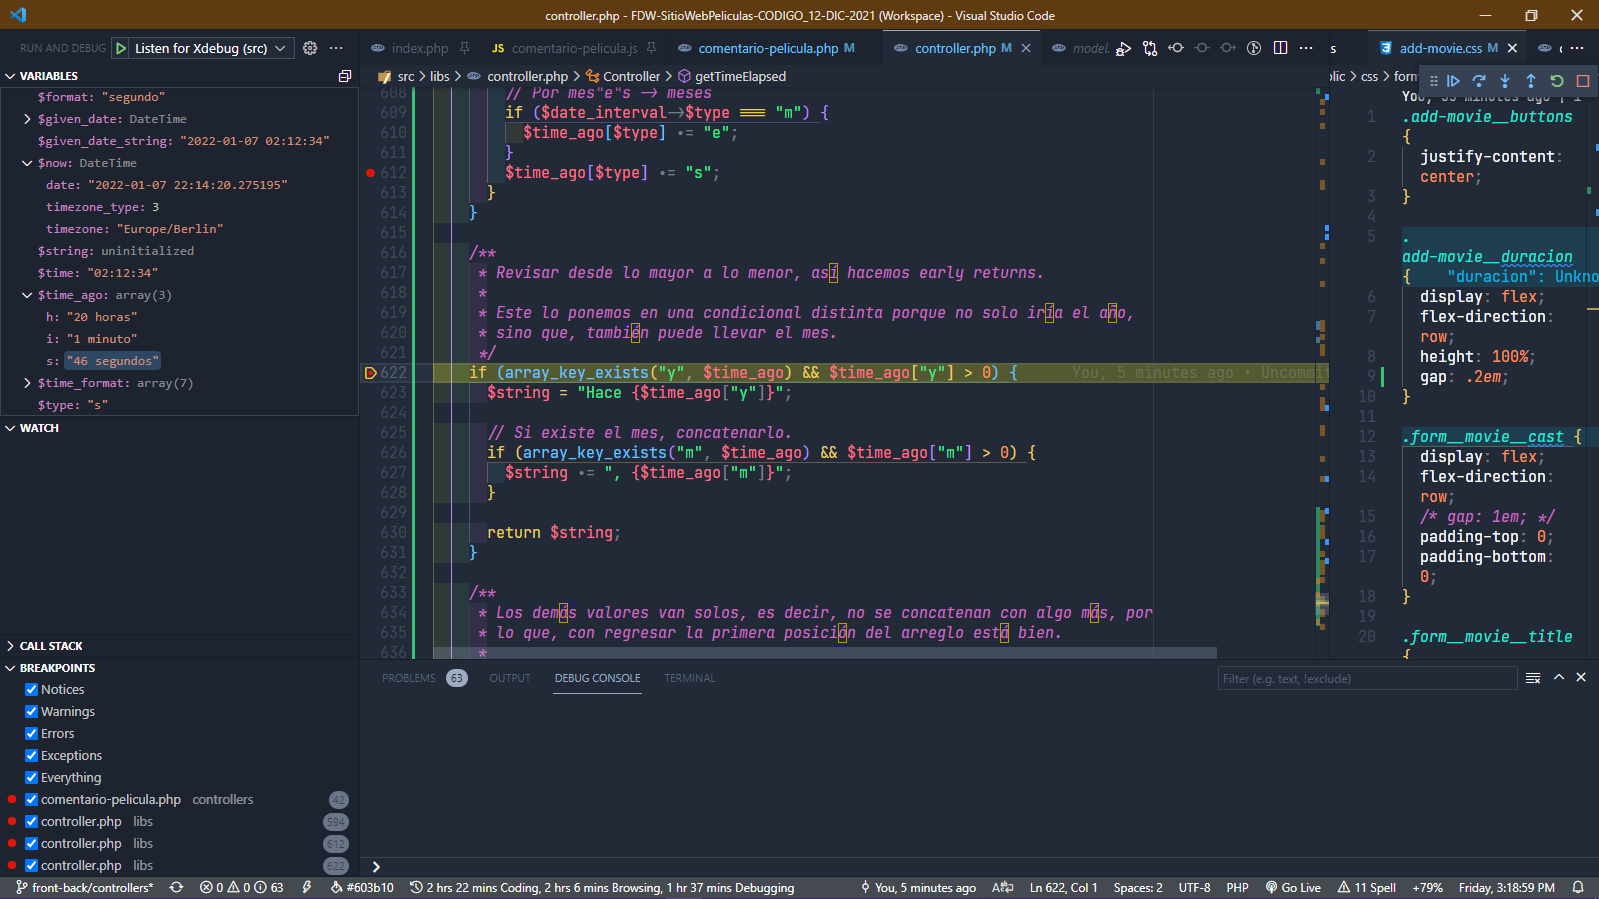 controller.php - FDW-SitioWebPeliculas-CODIGO_12-DIC-2021 (Workspace) - Visual Studio Code
RUN AND DEBUG Listen for Xdebug (src)
index.php comentario-pelicula.js comentario-pelicula.php M controller.php M model. s add-movie.css M
VARIABLES
src > libs > controller.php > Controller > getTimeElapsed
blic > css > form
$format: "segundo"
$given_date: DateTime
$given_date_string: "2022-01-07 02:12:34"
$now: DateTime
date: "2022-01-07 22:14:20.275195"
timezone_type: 3
timezone: "Europe/Berlin"
$string: uninitialized
$time: "02:12:34"
$time_ago: array(3)
h: "20 horas"
i: "1 minuto"
s: "46 segundos"
$time_format: array(7)
$type: "s"
WATCH
CALL STACK
BREAKPOINTS
Notices
Warnings
Errors
Exceptions
Everything
comentario-pelicula.php controllers 42
controller.php libs 594
controller.php libs 612
controller.php libs 622
608 // Por mes"e"s -> meses
609 if ($date_interval->$type === "m") {
610 $time_ago[$type] .= "e";
611 }
612 $time_ago[$type] .= "s";
613 }
614 }
615
616 /**
617 * Revisar desde lo mayor a lo menor, así hacemos early returns.
618 *
619 * Este lo ponemos en una condicional distinta porque no solo iría el año,
620 * sino que, también puede llevar el mes.
621 */
622 if (array_key_exists("y", $time_ago) && $time_ago["y"] > 0) { You, 5 minutes ago • Uncommit
623 $string = "Hace {$time_ago["y"]}";
624
625 // Si existe el mes, concatenarlo.
626 if (array_key_exists("m", $time_ago) && $time_ago["m"] > 0) {
627 $string .= ", {$time_ago["m"]}";
628 }
629
630 return $string;
631 }
632
633 /**
634 * Los demás valores van solos, es decir, no se concatenan con algo más, por
635 * lo que, con regresar la primera posición del arreglo está bien.
636 *
1 .add-movie__buttons
{
2 justify-content:
center;
3 }
4
5 .
add-movie__duracion
{ "duracion": Unkno
6 display: flex;
7 flex-direction:
row;
8 height: 100%;
9 gap: .2em;
10 }
11
12 .form__movie__cast {
13 display: flex;
14 flex-direction:
row;
15 /* gap: 1em; */
16 padding-top: 0;
17 padding-bottom:
0;
18 }
19
20 .form__movie__title
{
PROBLEMS 63 OUTPUT DEBUG CONSOLE TERMINAL Filter (e.g. text, !exclude)
front-back/controllers* 0 0 63 #603b10 2 hrs 22 mins Coding, 2 hrs 6 mins Browsing, 1 hr 37 mins Debugging You, 5 minutes ago Ln 622, Col 1 Spaces: 2 UTF-8 PHP Go Live 11 Spell +79% Friday, 3:18:59 PM